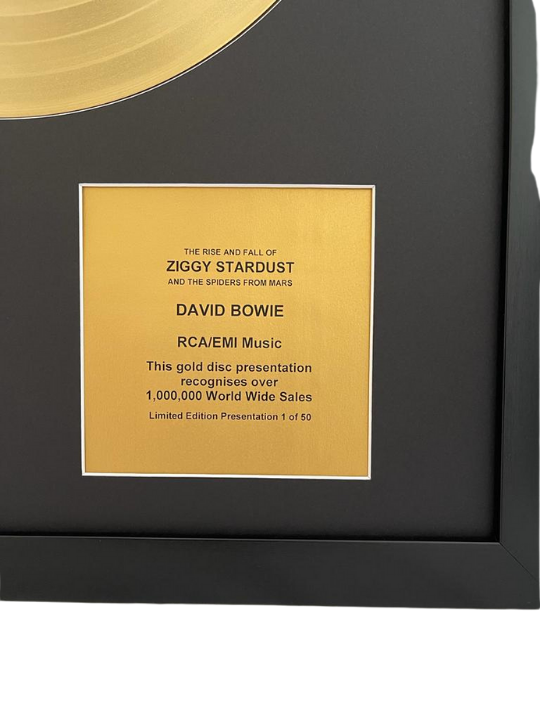 THE RISE AND FALL OF
ZIGGY STARDUST
AND THE SPIDERS FROM MARS
DAVID BOWIE
RCA/EMI Music
This gold disc presentation
recognises over
1,000,000 World Wide Sales
Limited Edition Presentation 1 of 50